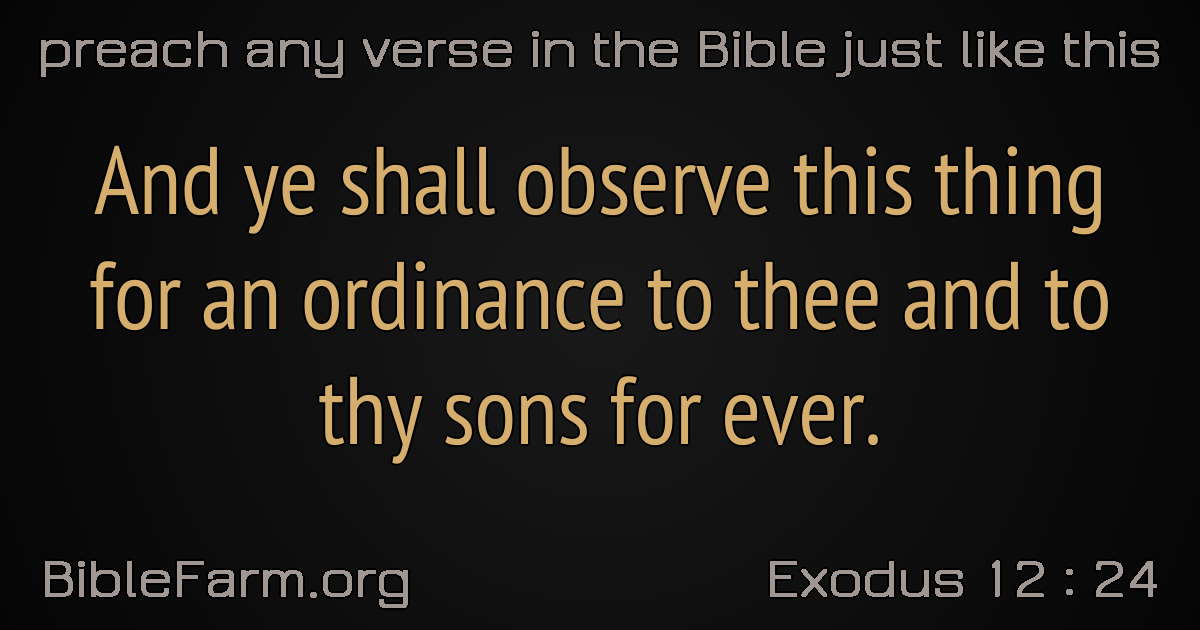 preach any verse in the Bible just like this
And ye shall observe this thing
for an ordinance to thee and to
thy sons for ever.
BibleFarm.org
Exodus 12 : 24